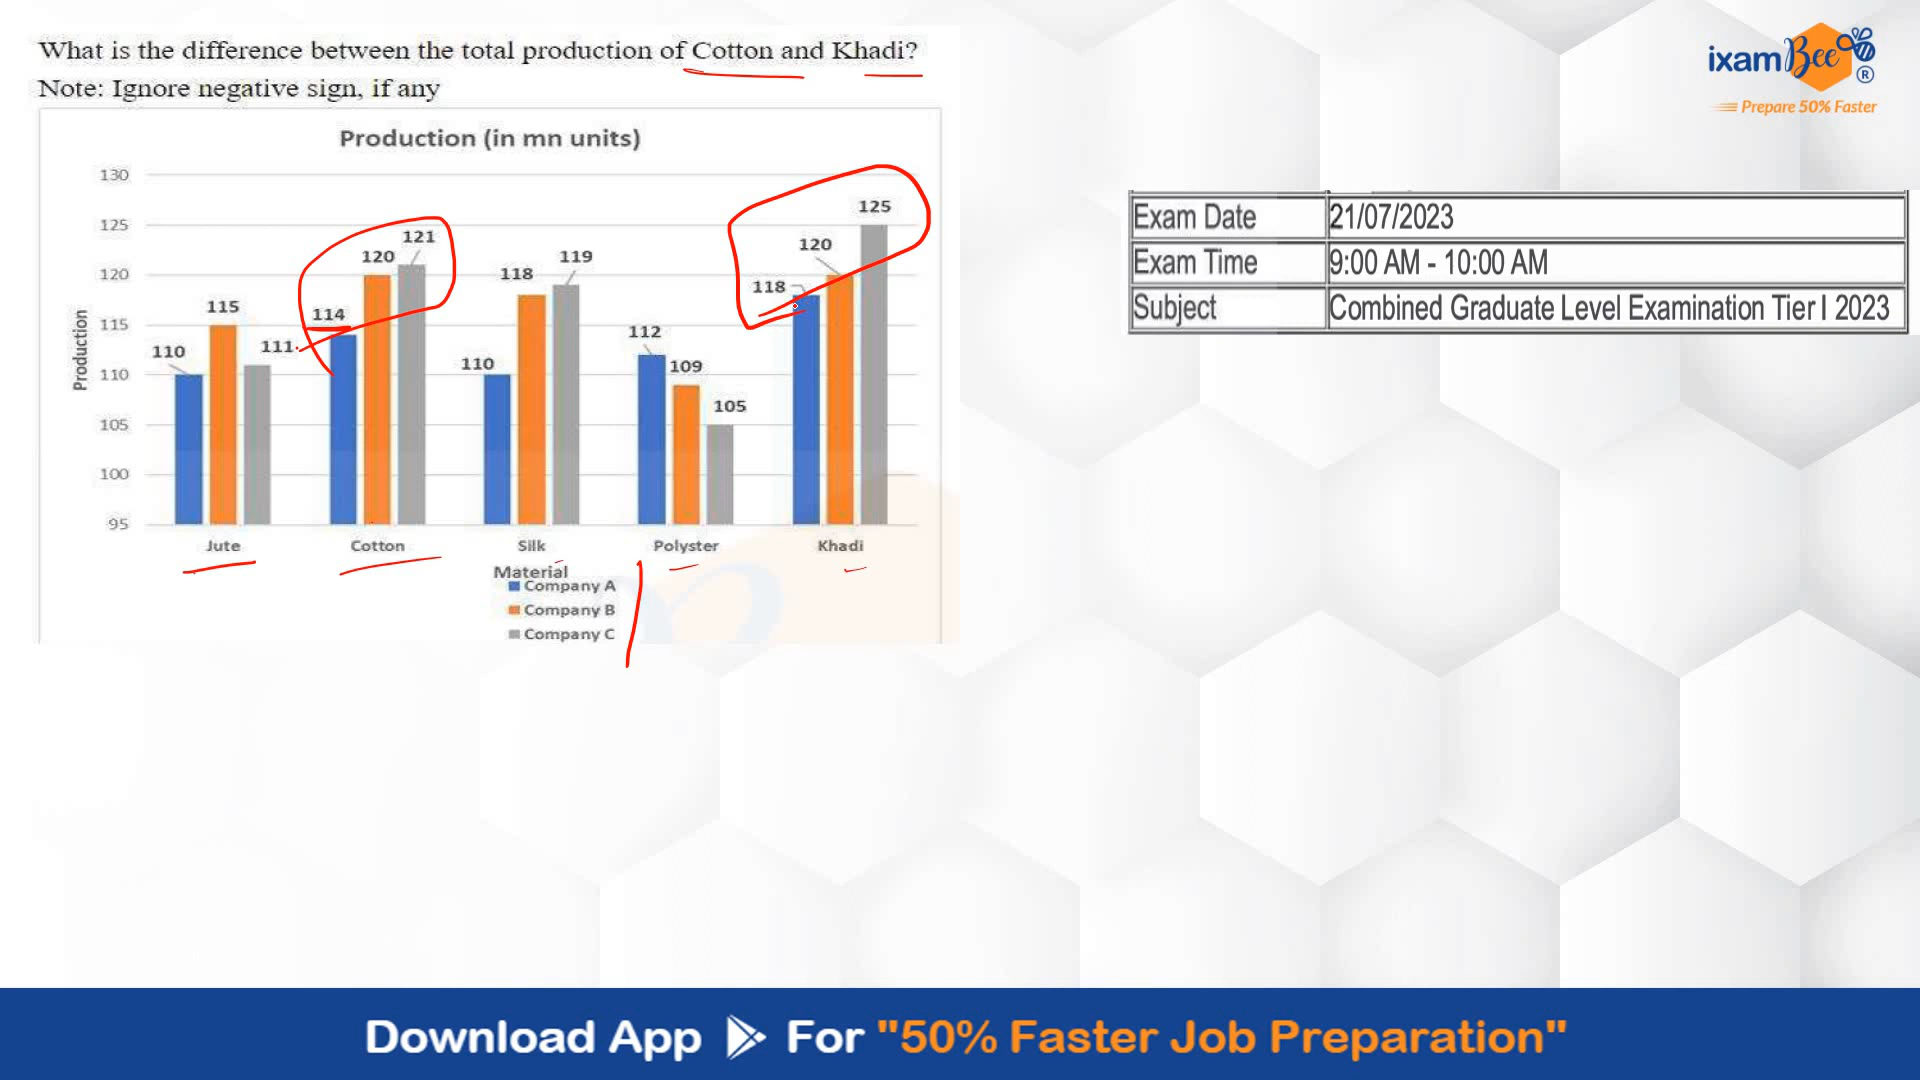 What is the difference between the total production of Cotton and Khadi?
Note: Ignore negative sign, if any
Production (in mn units)
130
125
120
115
110
105
100
95
Production
110
115
111
114
120
121
110
118
119
112
109
105
118
120
125
Jute
Cotton
Silk
Polyster
Khadi
Material
Company A
Company B
Company C
ixamBee ®
Prepare 50% Faster
Exam Date 21/07/2023
Exam Time 9:00 AM - 10:00 AM
Subject Combined Graduate Level Examination Tier I 2023
Download App For "50% Faster Job Preparation"